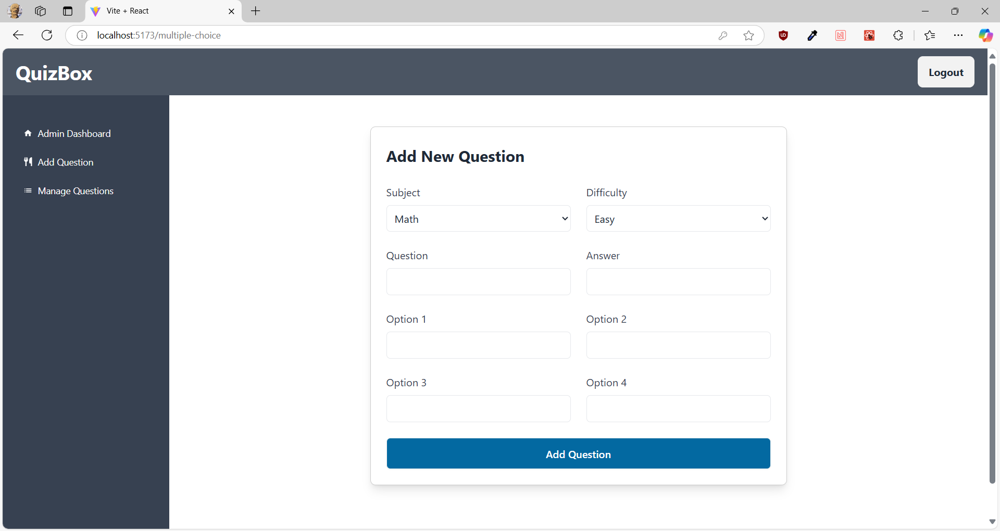 Vite + React
localhost:5173/multiple-choice
QuizBox
Logout
Admin Dashboard
Add Question
Manage Questions
Add New Question
Subject
Difficulty
Math
Easy
Question
Answer
Option 1
Option 2
Option 3
Option 4
Add Question